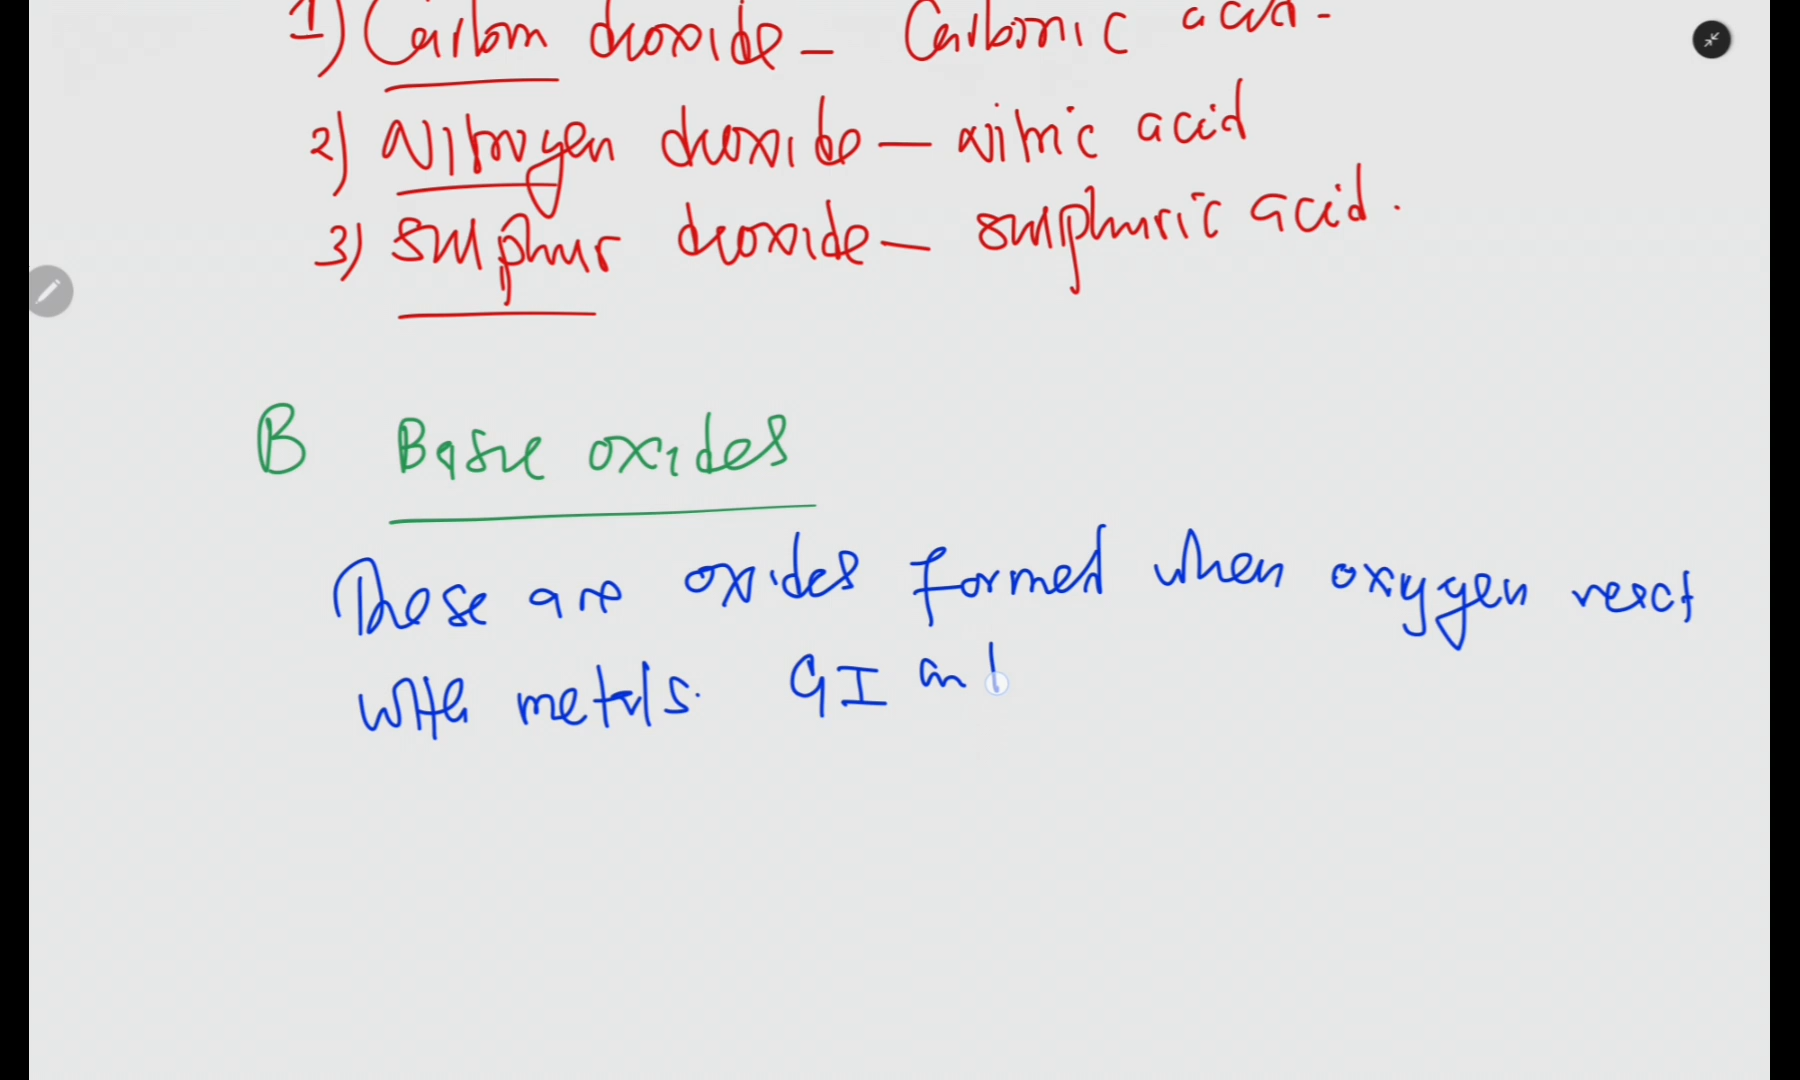 1) Carbon dioxide - Carbonic acid.
2) Nitrogen dioxide - nitric acid
3) sulphur dioxide - sulphuric acid.
B Basic oxides
These are oxides formed when oxygen react
with metals. GI an